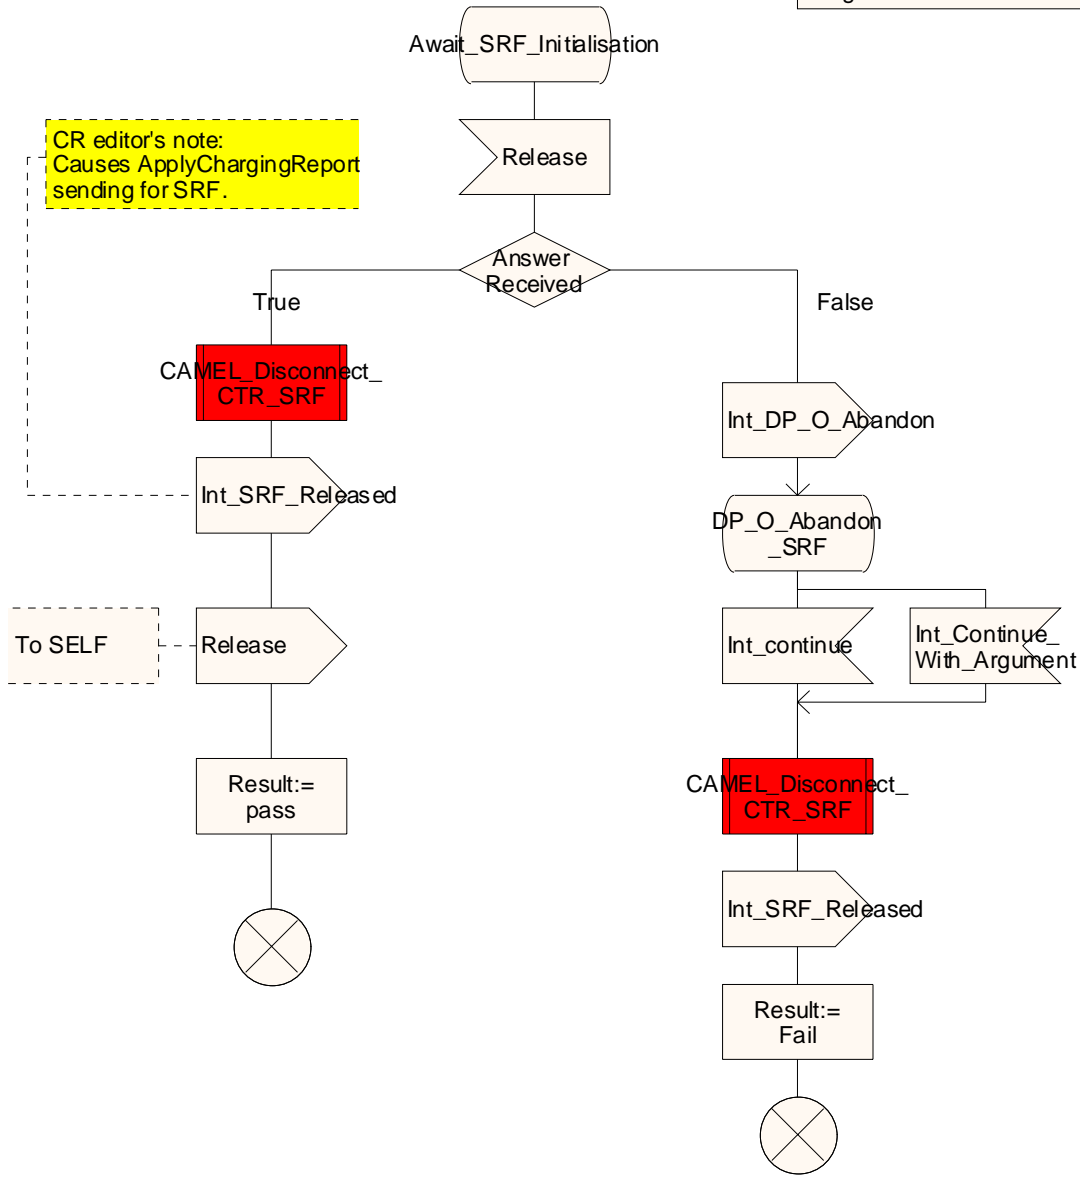 Await_SRF_Initialisation
CR editor's note:
Causes ApplyChargingReport
sending for SRF.
Release
Answer
Received
True
False
CAMEL_Disconnect_
CTR_SRF
Int_DP_O_Abandon
Int_SRF_Released
DP_O_Abandon
_SRF
To SELF
Release
Int_continue
Int_Continue_
With_Argument
Result:=
pass
CAMEL_Disconnect_
CTR_SRF
Int_SRF_Released
Result:=
Fail